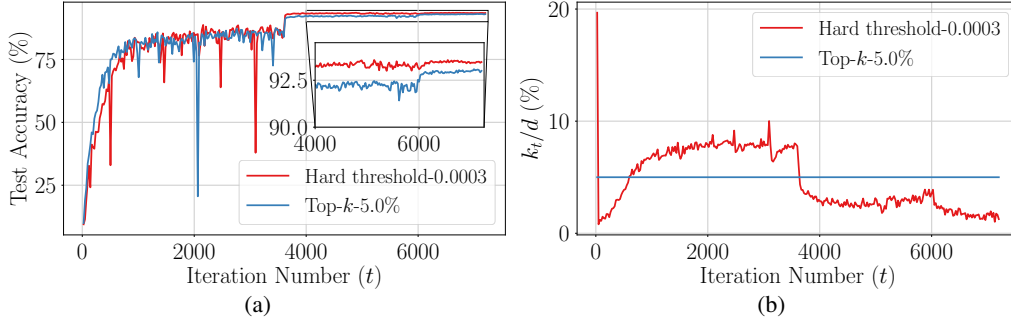 Test Accuracy (%)
75
50
25
92.5
90.0
4000
6000
Hard threshold-0.0003
Top-k-5.0%
0
2000
4000
6000
Iteration Number (t)
(a)
k_t/d (%)
20
10
0
Hard threshold-0.0003
Top-k-5.0%
0
2000
4000
6000
Iteration Number (t)
(b)